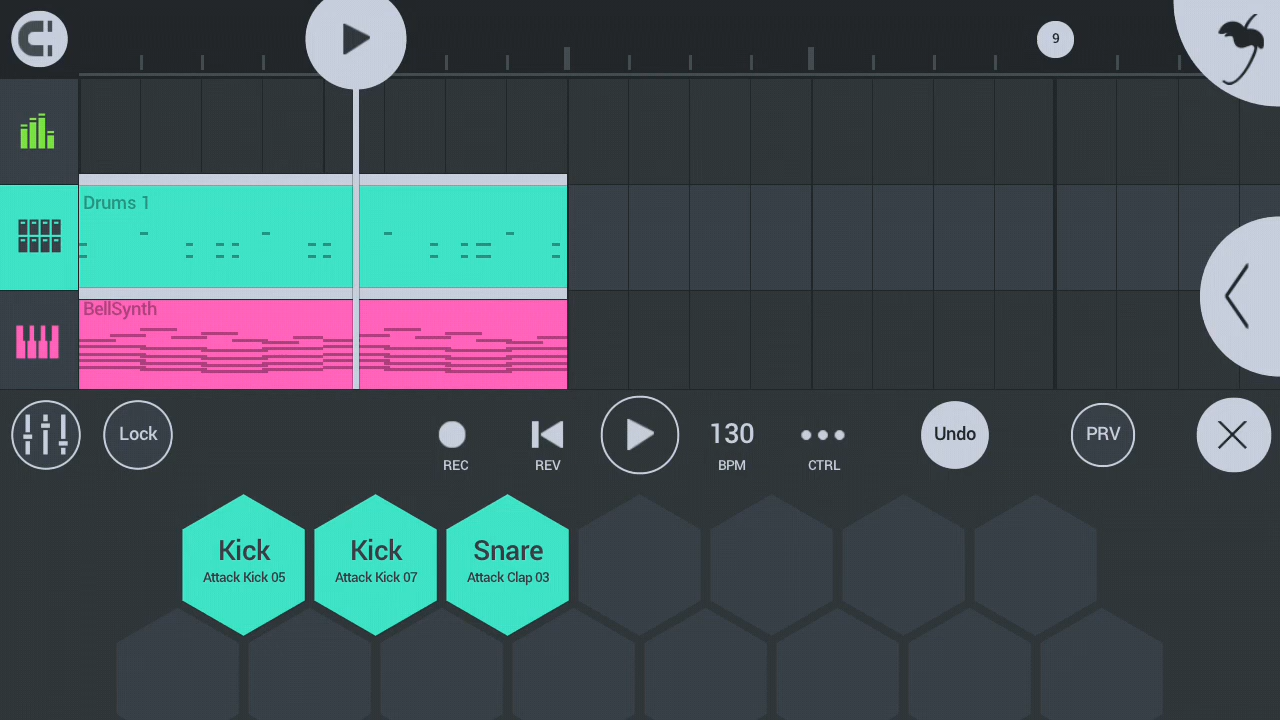 9
Drums 1
BellSynth
Lock
REC
REV
130
BPM
CTRL
Undo
PRV
Kick
Attack Kick 05
Kick
Attack Kick 07
Snare
Attack Clap 03